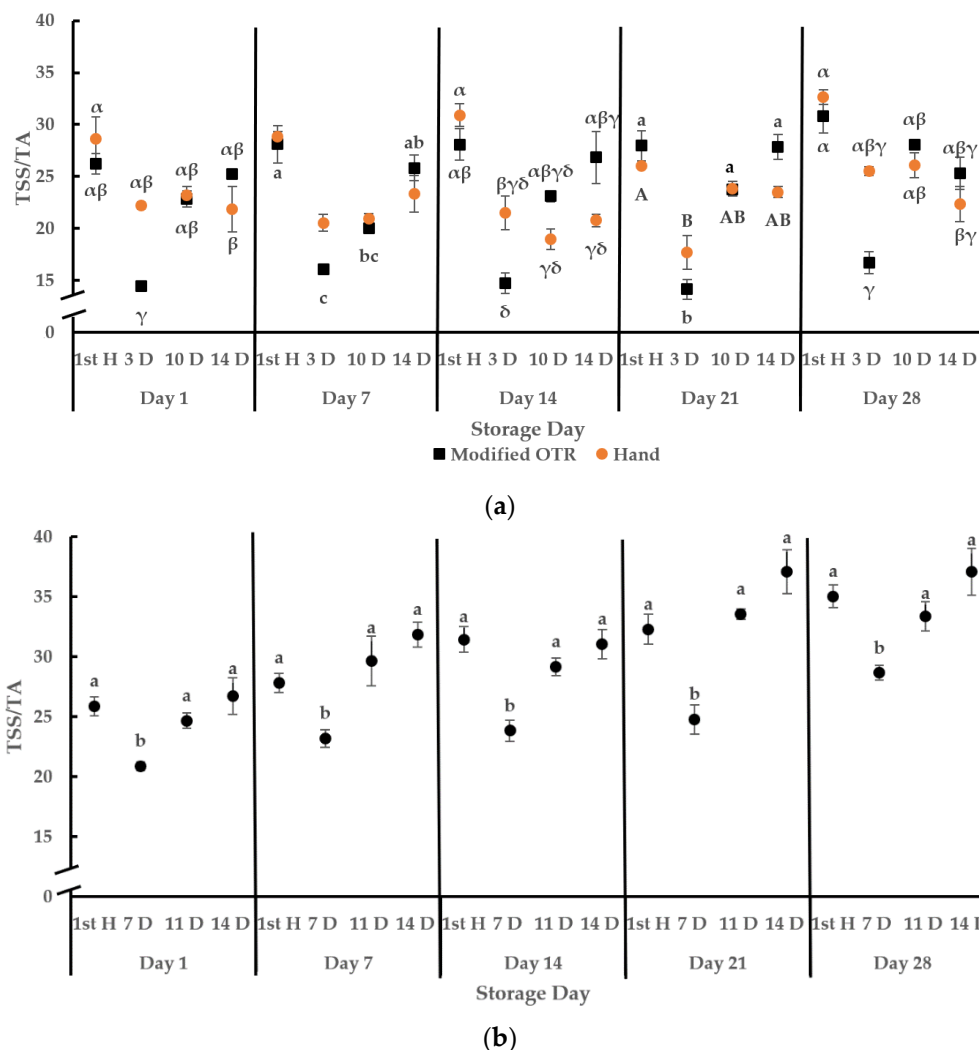 40
35
30
25
20
15
0
TSS/TA
α
αβ
αβ
γ
αβ
αβ
αβ
β
a
c
bc
ab
α
αβ
βγδ
δ
αβγδ
γδ
αβγ
γδ
a
A
B
b
a
AB
a
AB
α
α
αβγ
γ
αβ
αβ
αβγ
βγ
1st H 3 D 10 D 14 D 1st H 3 D 10 D 14 D 1st H 3 D 10 D 14 D 1st H 3 D 10 D 14 D 1st H 3 D 10 D 14 D
Day 1 Day 7 Day 14 Day 21 Day 28
Storage Day
Modified OTR Hand
(a)
40
35
30
25
20
15
0
TSS/TA
a
b
a
a
a
b
a
a
a
b
a
a
a
b
a
a
a
b
a
a
1st H 7 D 11 D 14 D 1st H 7 D 11 D 14 D 1st H 7 D 11 D 14 D 1st H 7 D 11 D 14 D 1st H 7 D 11 D 14 D
Day 1 Day 7 Day 14 Day 21 Day 28
Storage Day
(b)